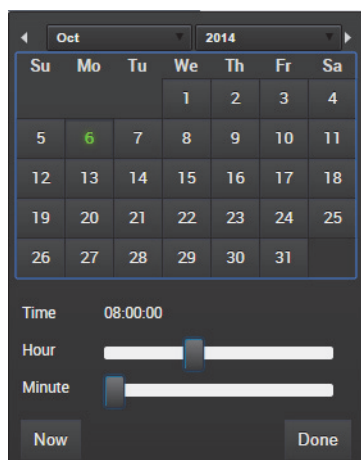 Oct 2014
Su Mo Tu We Th Fr Sa
1 2 3 4
5 6 7 8 9 10 11
12 13 14 15 16 17 18
19 20 21 22 23 24 25
26 27 28 29 30 31
Time 08:00:00
Hour
Minute
Now Done